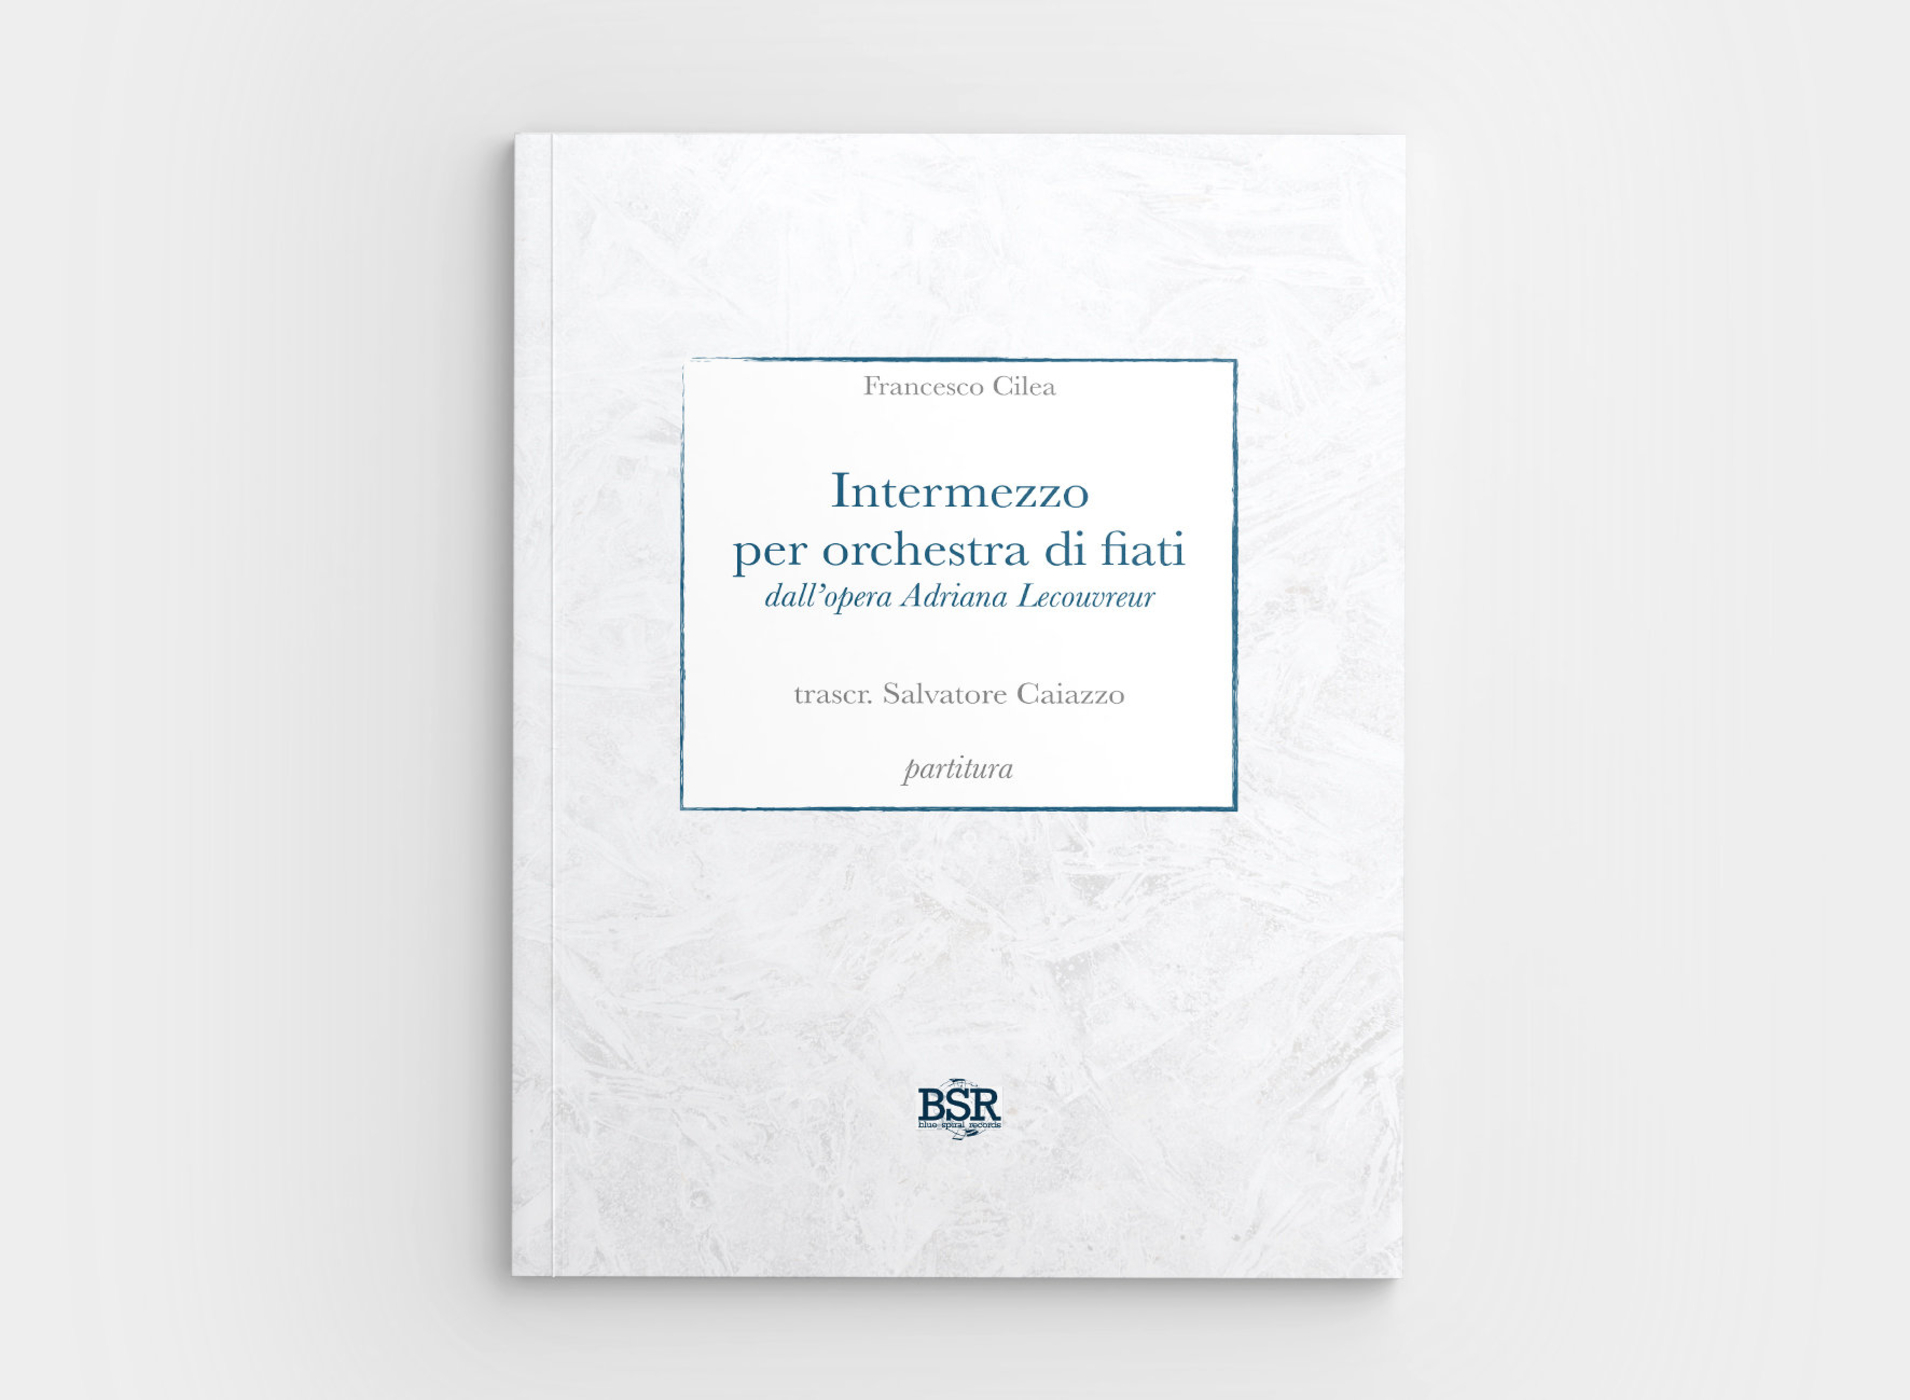 Francesco Cilea
Intermezzo
per orchestra di fiati
dall'opera Adriana Lecouvreur
trascr. Salvatore Caiazzo
partitura
BSR
blue spiral records